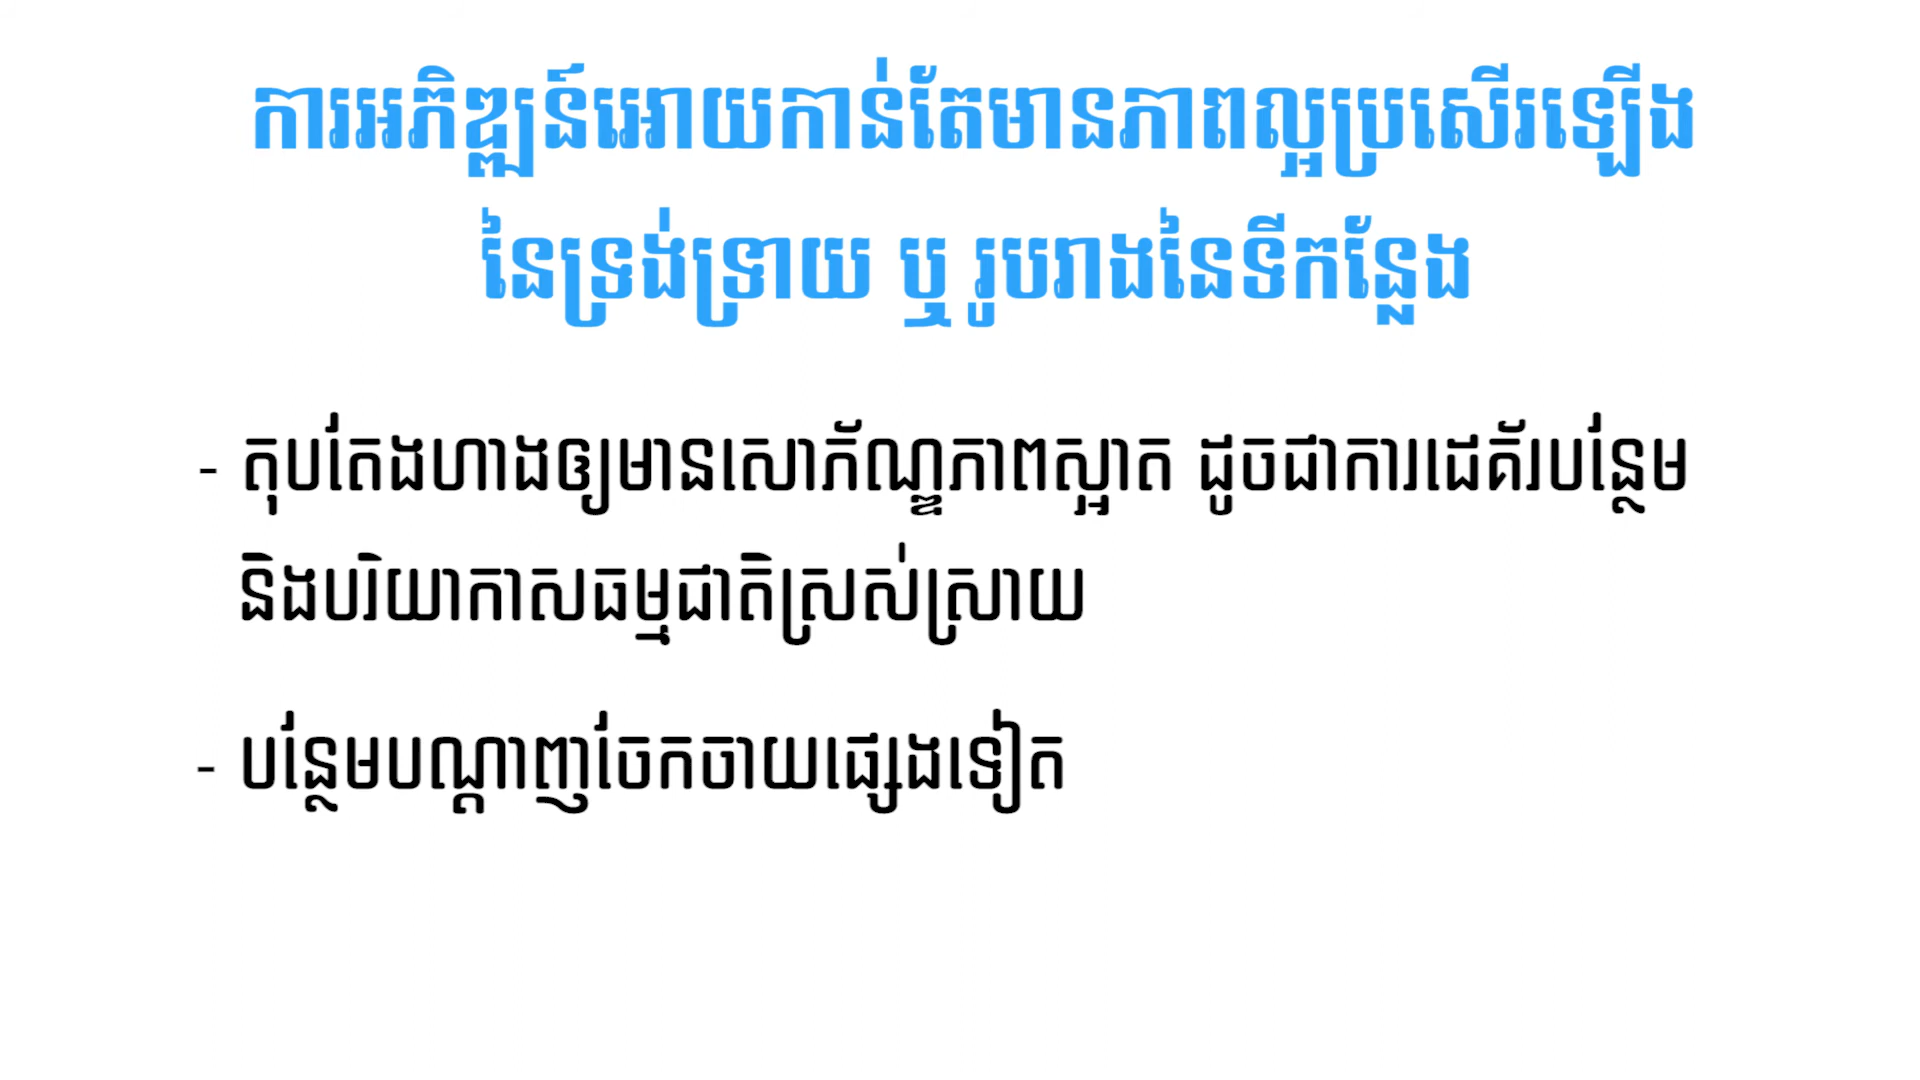 ការអភិឌ្ឍន៍អោយកាន់តែមានភាពល្អប្រសើរឡើង
នៃទ្រង់ទ្រាយ ឬ រូបរាងនៃទីកន្លែង
- តុបតែងហាងឲ្យមានសោភ័ណ្ឌភាពស្អាត ដូចជាការដេគ័របន្ថែម
និងបរិយាកាសធម្មជាតិស្រស់ស្រាយ
- បន្ថែមបណ្តាញចែកចាយផ្សេងទៀត